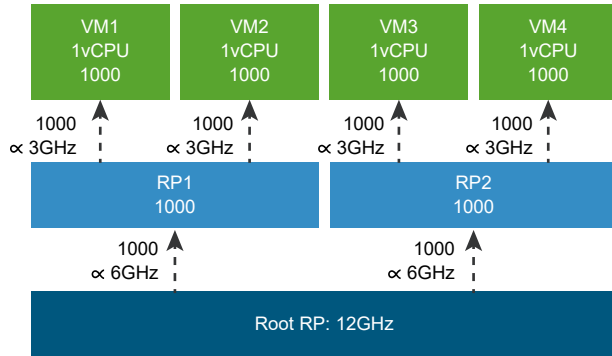 VM1
1vCPU
1000
VM2
1vCPU
1000
VM3
1vCPU
1000
VM4
1vCPU
1000
1000
∝ 3GHz
1000
∝ 3GHz
1000
∝ 3GHz
1000
∝ 3GHz
RP1
1000
RP2
1000
1000
∝ 6GHz
1000
∝ 6GHz
Root RP: 12GHz